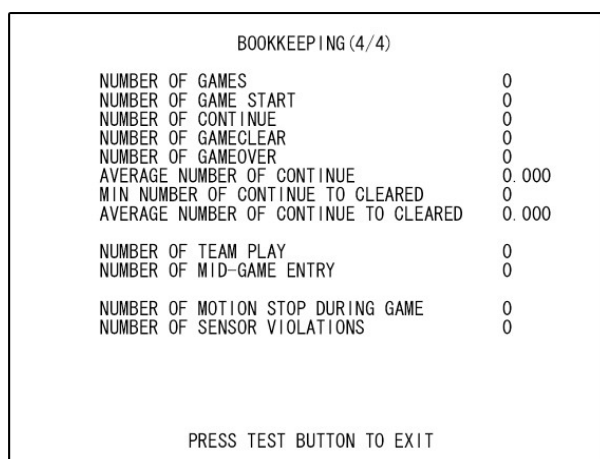 BOOKKEEPING(4/4)
NUMBER OF GAMES 0
NUMBER OF GAME START 0
NUMBER OF CONTINUE 0
NUMBER OF GAMECLEAR 0
NUMBER OF GAMEOVER 0
AVERAGE NUMBER OF CONTINUE 0.000
MIN NUMBER OF CONTINUE TO CLEARED 0
AVERAGE NUMBER OF CONTINUE TO CLEARED 0.000
NUMBER OF TEAM PLAY 0
NUMBER OF MID-GAME ENTRY 0
NUMBER OF MOTION STOP DURING GAME 0
NUMBER OF SENSOR VIOLATIONS 0
PRESS TEST BUTTON TO EXIT